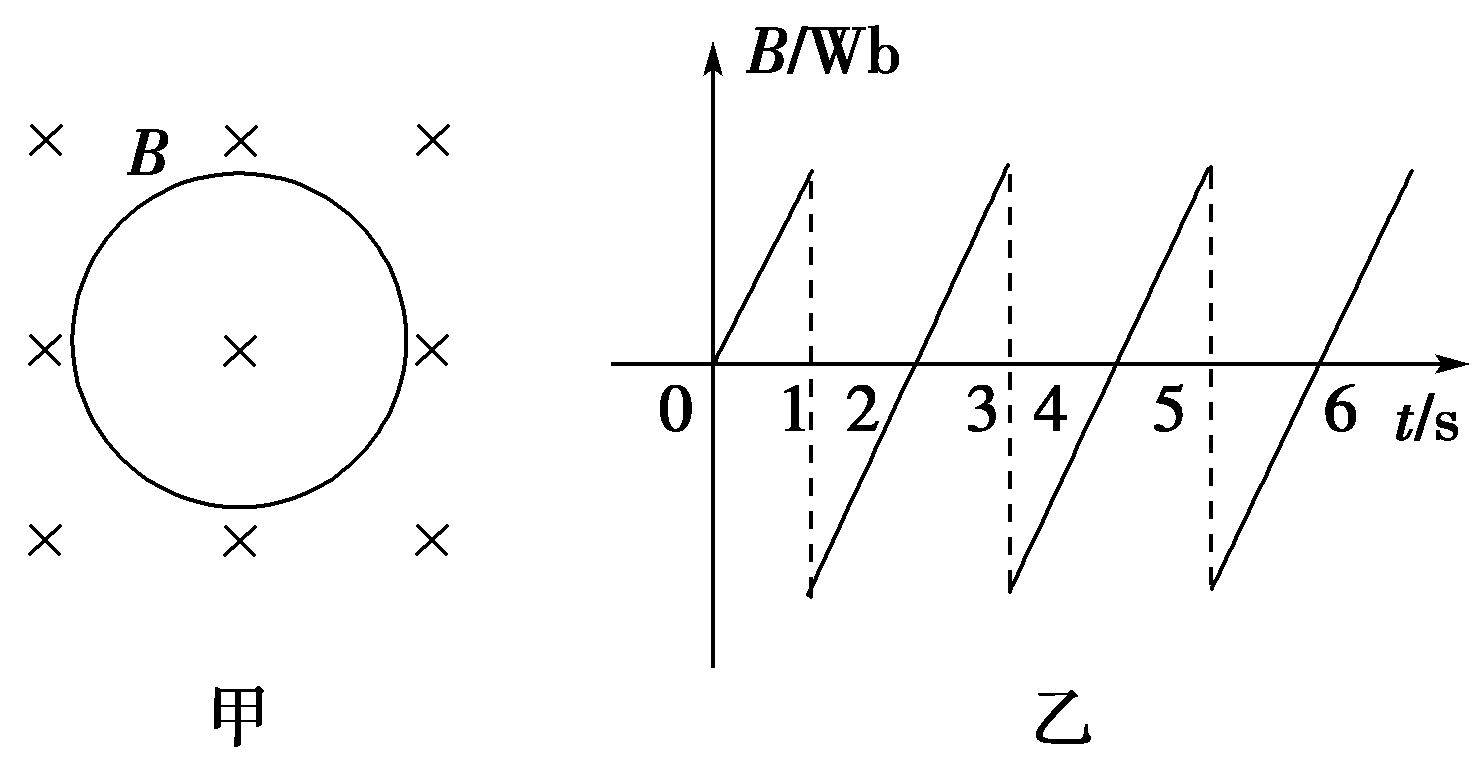 B/Wb
× B × ×
× × ×
0 1 2 3 4 5 6 t/s
× × ×
甲 乙